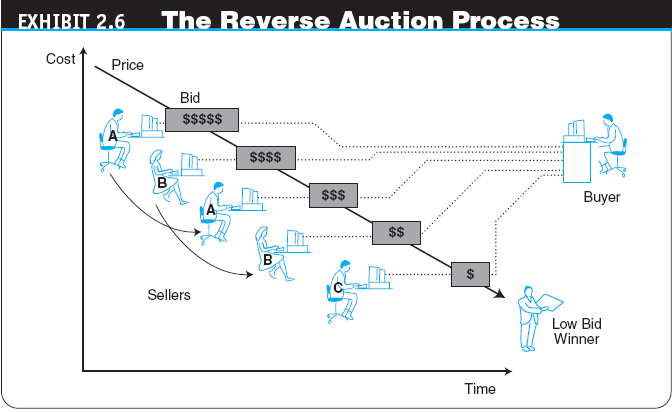 EXHIBIT 2.6 The Reverse Auction Process
Cost
Price
Bid
$$$$$
A
$$$$
B
$$$
A
Buyer
$$
B
$
C
Sellers
Low Bid
Winner
Time